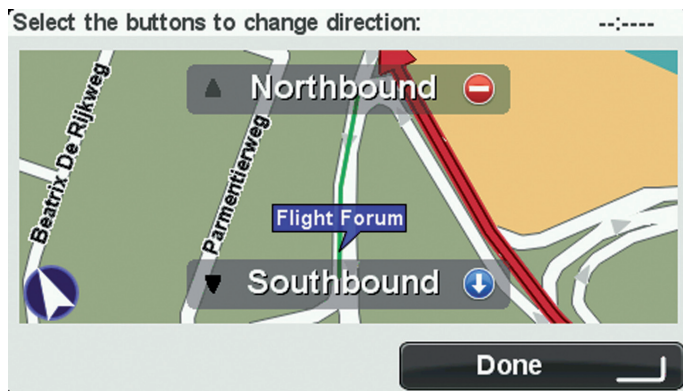 Select the buttons to change direction:
--:----
Northbound
Beatrix De Rijkweg
Parmentierweg
Flight Forum
Southbound
Done